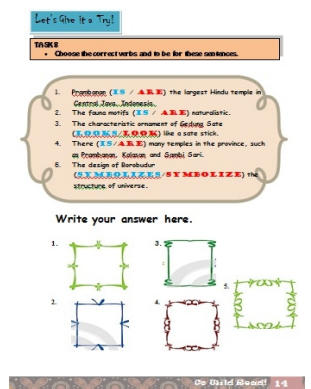 Let's Give it a Try!
TASK 8
• Choose the correct verbs and to be for these sentences.
1. Prambanan (IS / ARE) the largest Hindu temple in
Central Java, Indonesia.
2. The fauna motifs (IS / ARE) naturalistic.
3. The characteristic ornament of Gedung Sate
(LOOKS/LOOK) like a sate stick.
4. There (IS/ARE) many temples in the province, such
as Prambanan, Kalasan and Sambi Sari.
5. The design of Borobudur
(SYMBOLIZES/SYMBOLIZE) the
structure of universe.
Write your answer here.
1.
3.
5.
2.
4.
Go Wild Read! 14